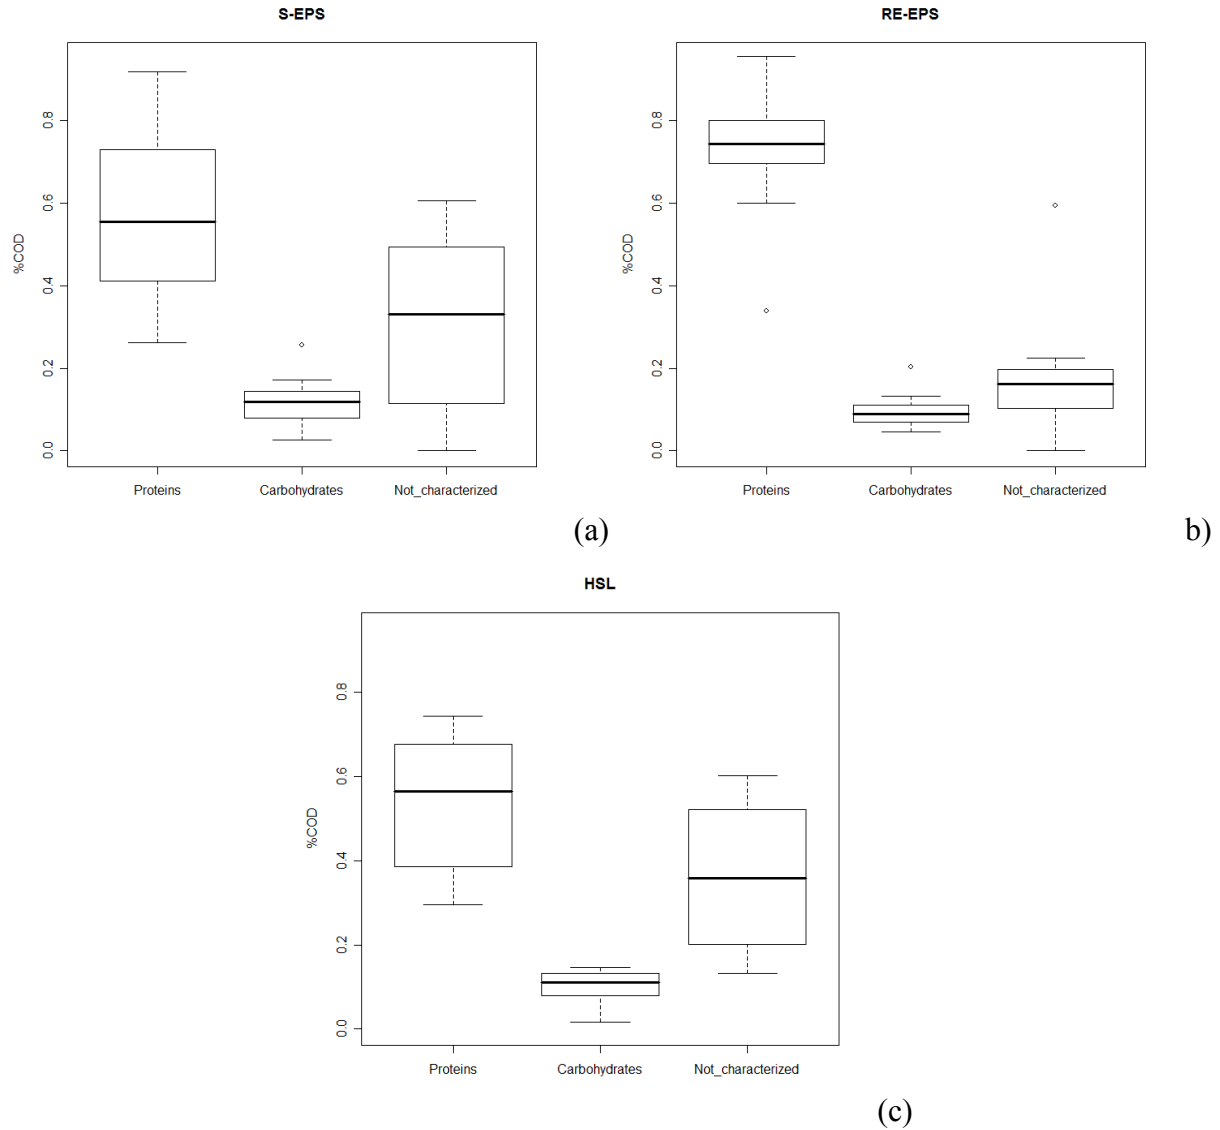 S-EPS
%COD
0.8
0.6
0.4
0.2
0.0
Proteins Carbohydrates Not_characterized
(a)
RE-EPS
%COD
0.8
0.6
0.4
0.2
0.0
Proteins Carbohydrates Not_characterized
b)
HSL
%COD
0.8
0.6
0.4
0.2
0.0
Proteins Carbohydrates Not_characterized
(c)